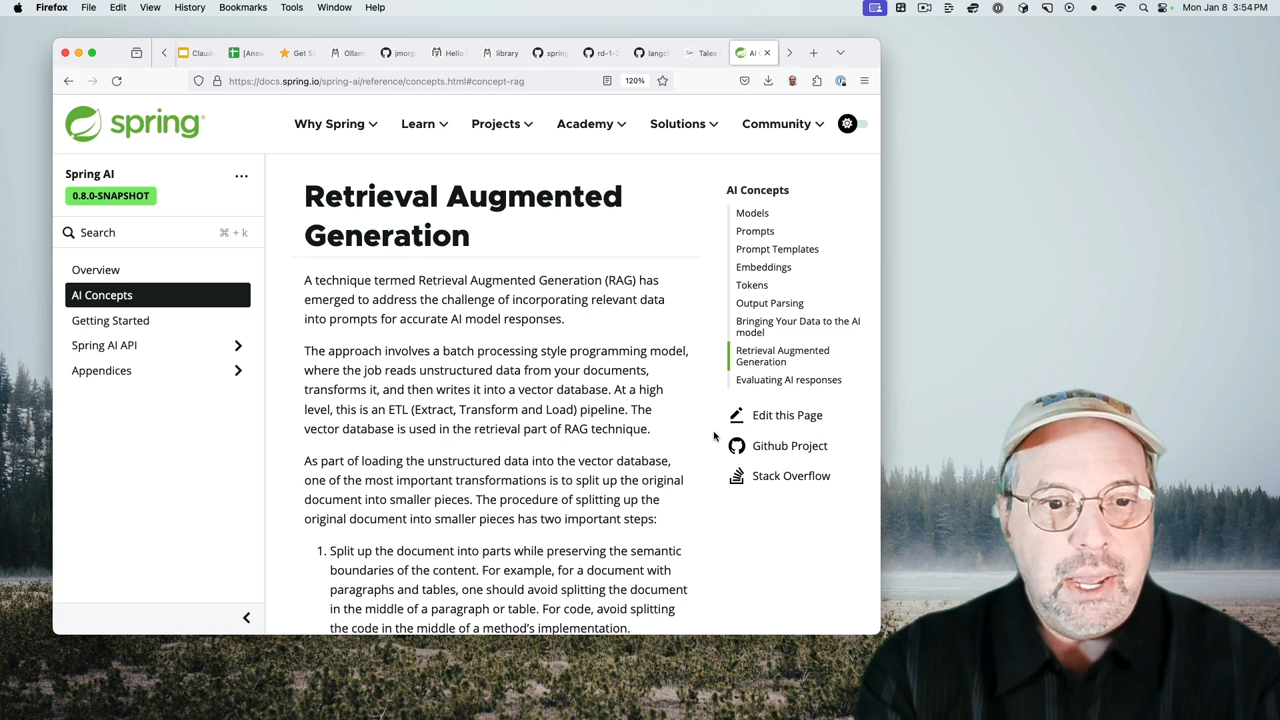 Firefox File Edit View History Bookmarks Tools Window Help Mon Jan 8 3:54 PM
Claud [Answ Get S Ollam jmorg Hello library spring rd-1- langc Tales AI C
https://docs.spring.io/spring-ai/reference/concepts.html#concept-rag 120%
spring Why Spring Learn Projects Academy Solutions Community
Spring AI
0.8.0-SNAPSHOT
Search ⌘ + k
Overview
AI Concepts
Getting Started
Spring AI API
Appendices
Retrieval Augmented
Generation
A technique termed Retrieval Augmented Generation (RAG) has
emerged to address the challenge of incorporating relevant data
into prompts for accurate AI model responses.
The approach involves a batch processing style programming model,
where the job reads unstructured data from your documents,
transforms it, and then writes it into a vector database. At a high
level, this is an ETL (Extract, Transform and Load) pipeline. The
vector database is used in the retrieval part of RAG technique.
As part of loading the unstructured data into the vector database,
one of the most important transformations is to split up the original
document into smaller pieces. The procedure of splitting up the
original document into smaller pieces has two important steps:
1. Split up the document into parts while preserving the semantic
boundaries of the content. For example, for a document with
paragraphs and tables, one should avoid splitting the document
in the middle of a paragraph or table. For code, avoid splitting
the code in the middle of a method's implementation.
AI Concepts
Models
Prompts
Prompt Templates
Embeddings
Tokens
Output Parsing
Bringing Your Data to the AI
model
Retrieval Augmented
Generation
Evaluating AI responses
Edit this Page
Github Project
Stack Overflow